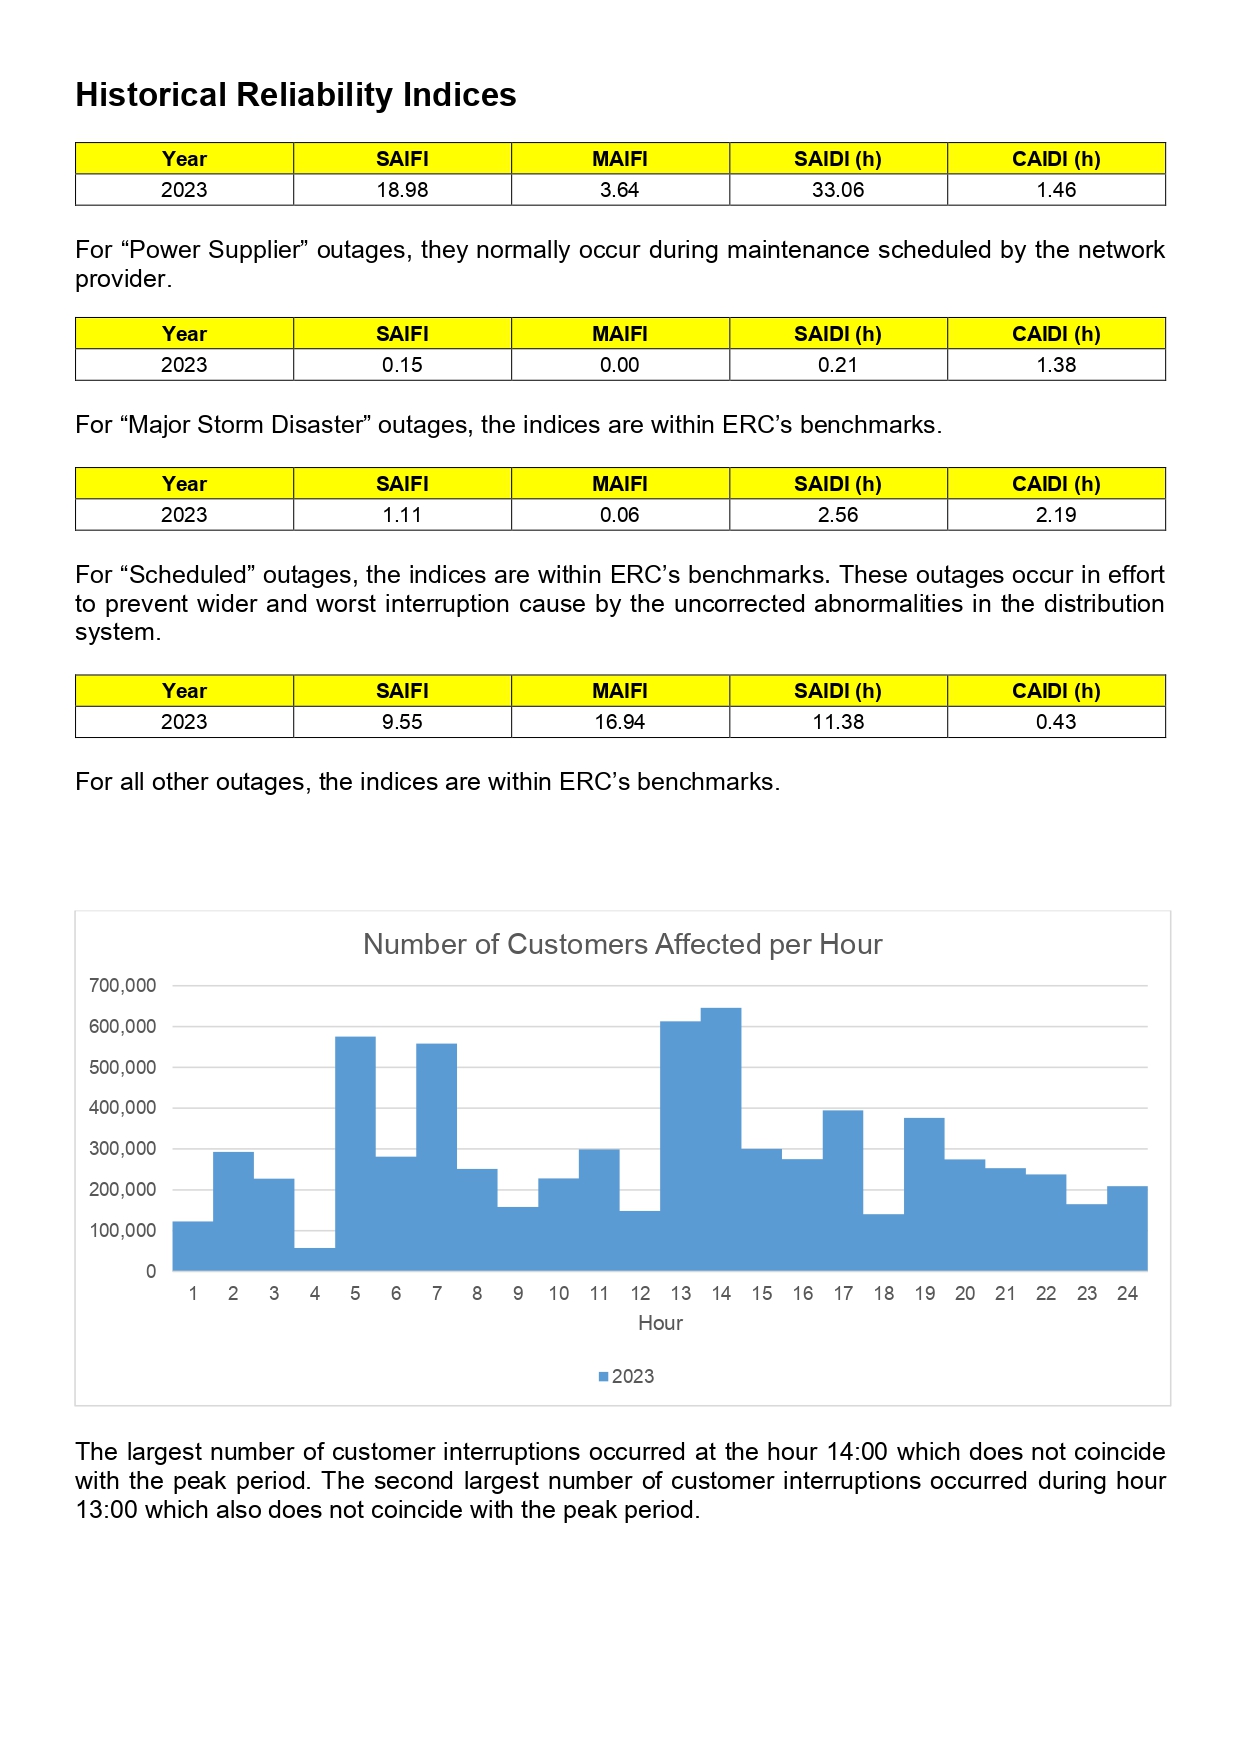 Historical Reliability Indices
Year SAIFI MAIFI SAIDI (h) CAIDI (h)
2023 18.98 3.64 33.06 1.46
For “Power Supplier” outages, they normally occur during maintenance scheduled by the network
provider.
Year SAIFI MAIFI SAIDI (h) CAIDI (h)
2023 0.15 0.00 0.21 1.38
For “Major Storm Disaster” outages, the indices are within ERC’s benchmarks.
Year SAIFI MAIFI SAIDI (h) CAIDI (h)
2023 1.11 0.06 2.56 2.19
For “Scheduled” outages, the indices are within ERC’s benchmarks. These outages occur in effort
to prevent wider and worst interruption cause by the uncorrected abnormalities in the distribution
system.
Year SAIFI MAIFI SAIDI (h) CAIDI (h)
2023 9.55 16.94 11.38 0.43
For all other outages, the indices are within ERC’s benchmarks.
Number of Customers Affected per Hour
700,000
600,000
500,000
400,000
300,000
200,000
100,000
0
1 2 3 4 5 6 7 8 9 10 11 12 13 14 15 16 17 18 19 20 21 22 23 24
Hour
2023
The largest number of customer interruptions occurred at the hour 14:00 which does not coincide
with the peak period. The second largest number of customer interruptions occurred during hour
13:00 which also does not coincide with the peak period.